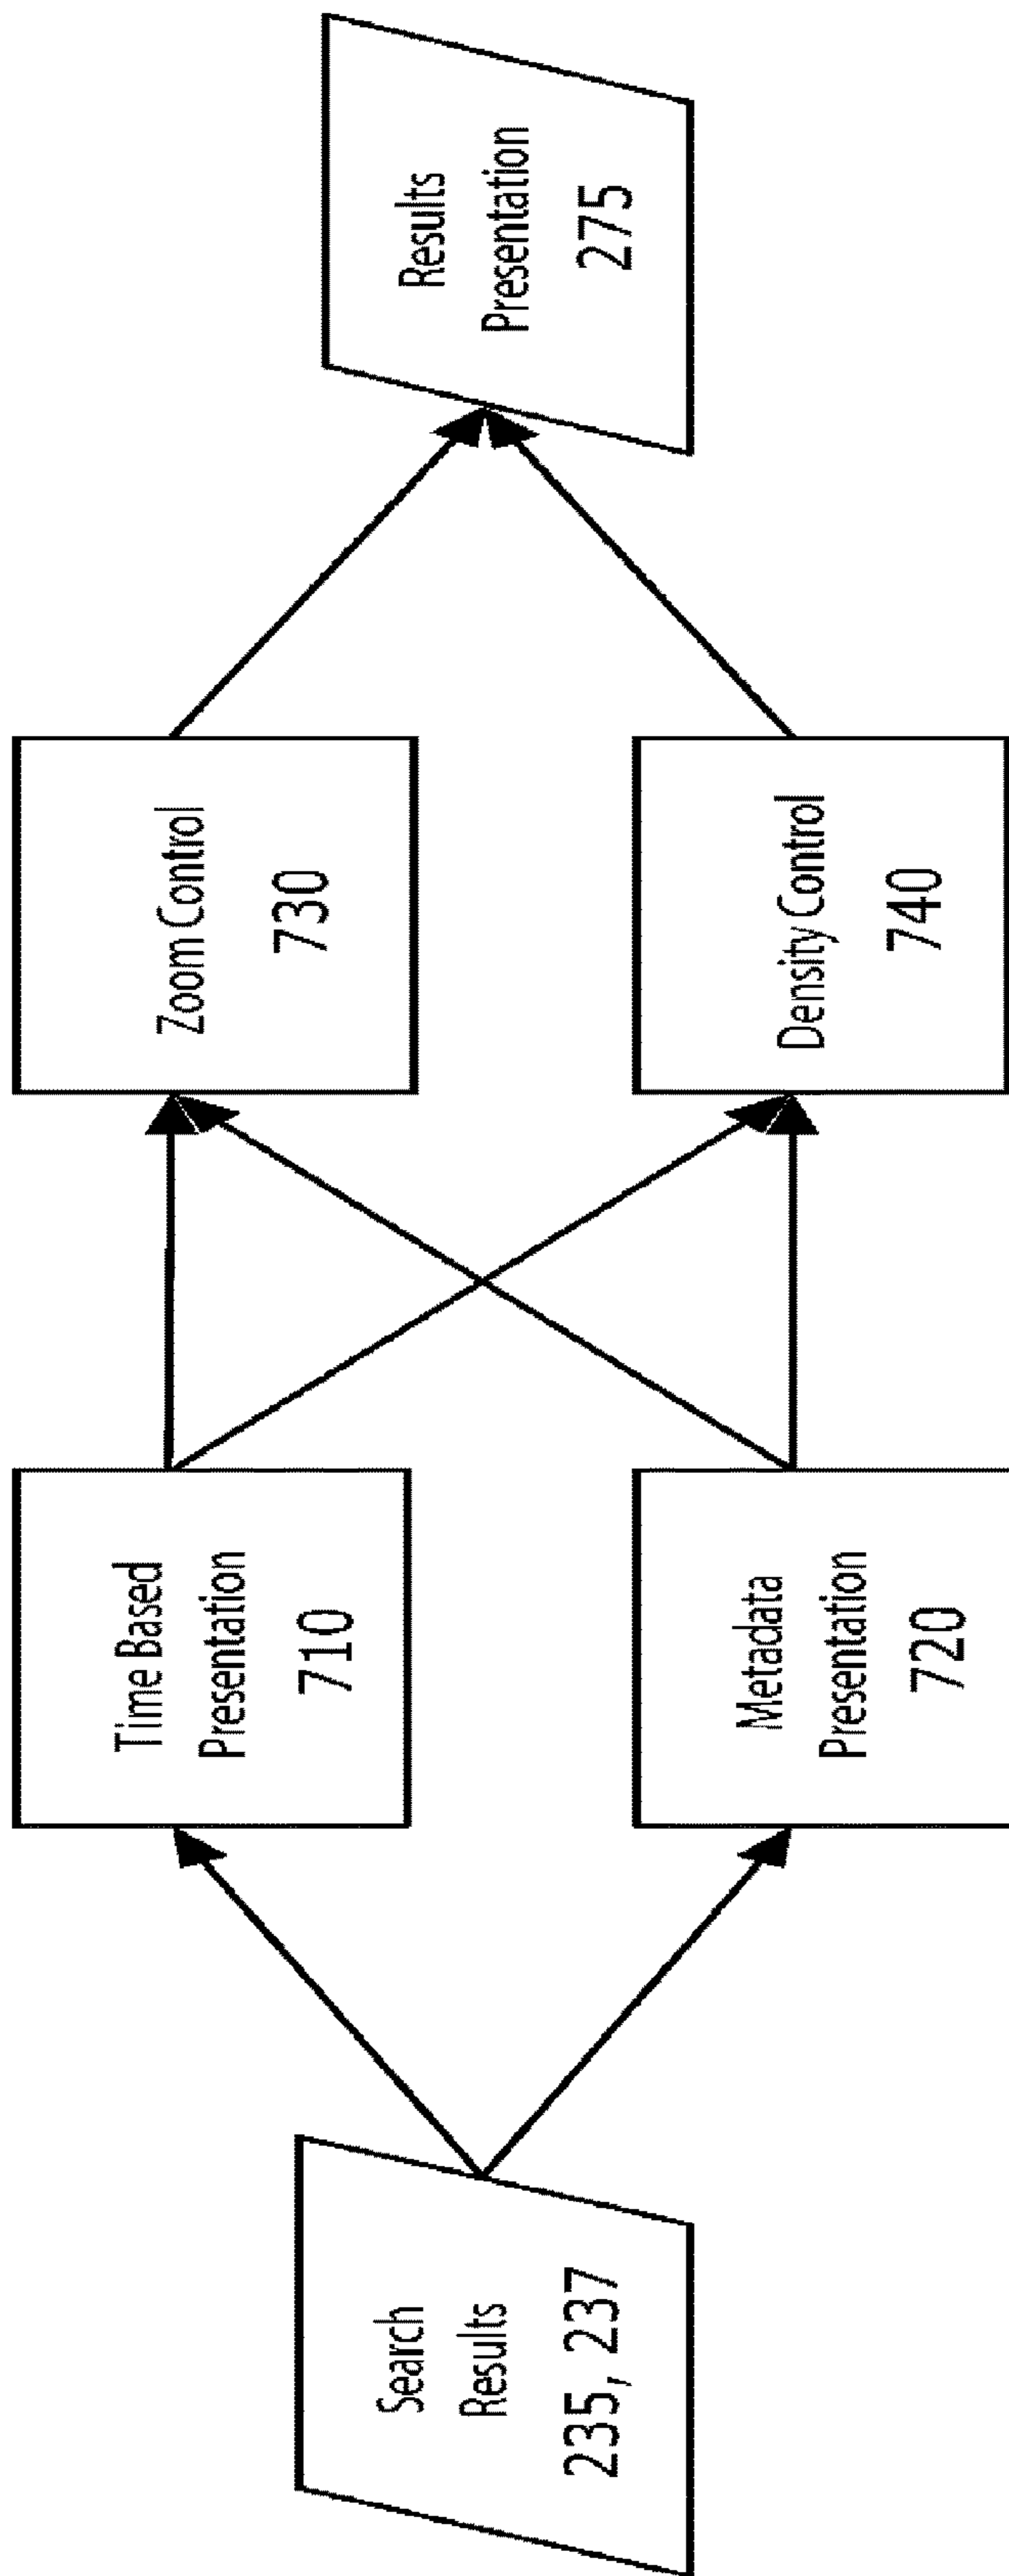 Search
Results
235, 237
Time Based
Presentation
710
Metadata
Presentation
720
Zoom Control
730
Density Control
740
Results
Presentation
275